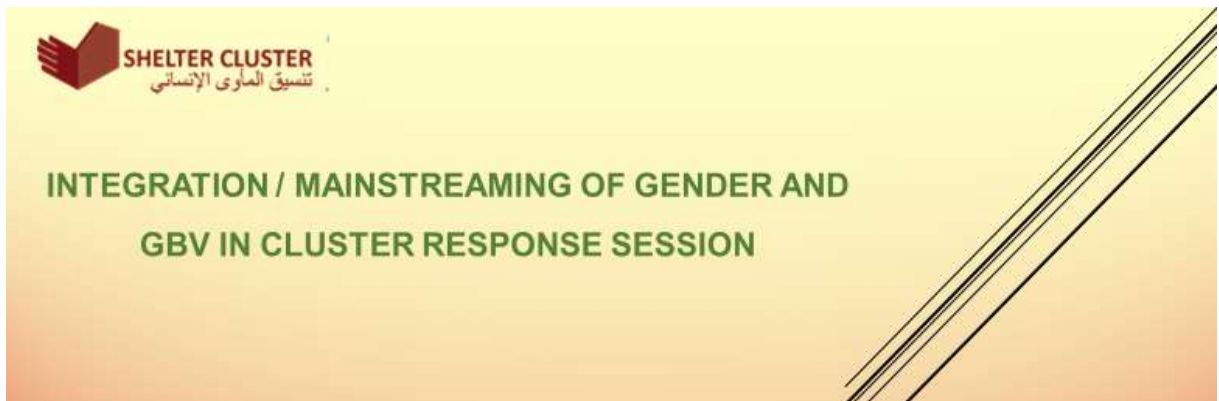 SHELTER CLUSTER
تنسيق المأوى الإنساني
INTEGRATION / MAINSTREAMING OF GENDER AND
GBV IN CLUSTER RESPONSE SESSION